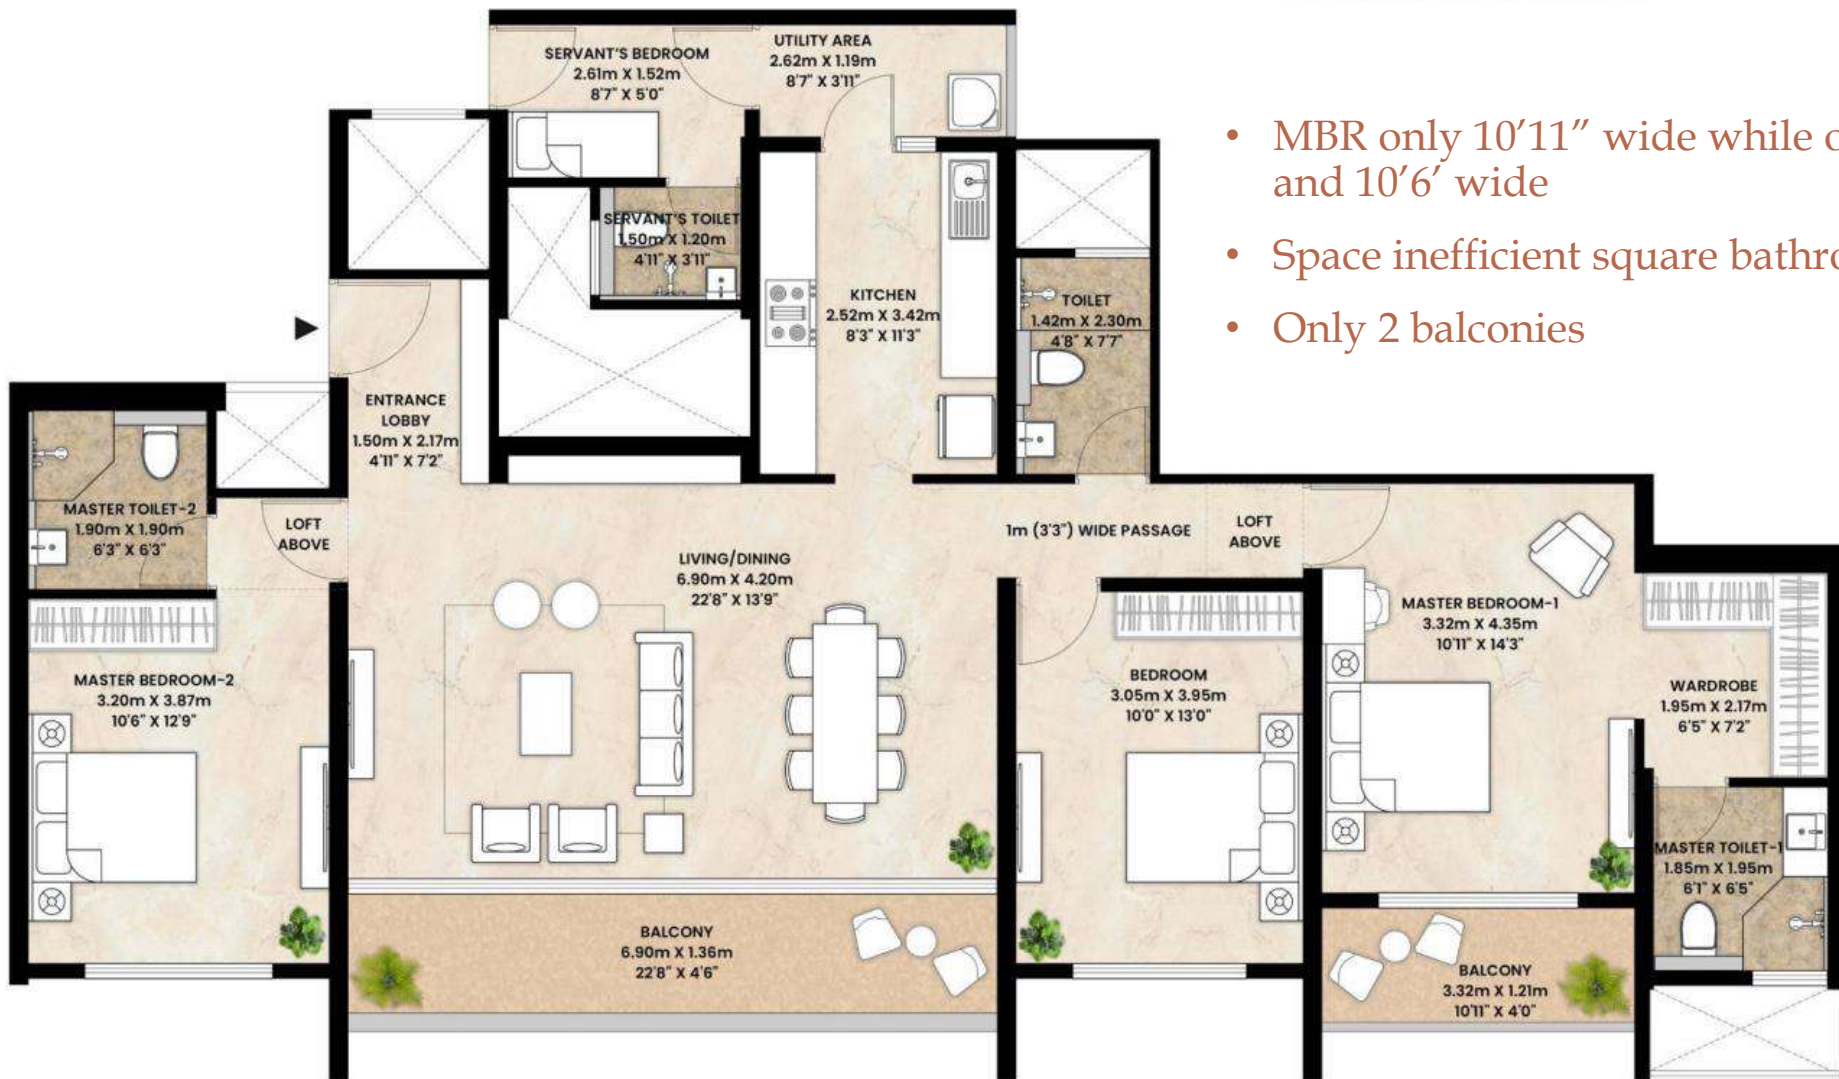 SERVANT'S BEDROOM
2.61m X 1.52m
8'7" X 5'0"
UTILITY AREA
2.62m X 1.19m
8'7" X 3'11"
• MBR only 10’11” wide while
and 10’6’ wide
• Space inefficient square
• Only 2 balconies
SERVANT'S TOILET
1.50m X 1.20m
4'11" X 3'11"
KITCHEN
2.52m X 3.42m
8'3" X 11'3"
TOILET
1.42m X 2.30m
4'8" X 7'7"
ENTRANCE
LOBBY
1.50m X 2.17m
4'11" X 7'2"
MASTER TOILET-2
1.90m X 1.90m
6'3" X 6'3"
LOFT
ABOVE
LIVING/DINING
6.90m X 4.20m
22'8" X 13'9"
1m (3'3") WIDE PASSAGE
LOFT
ABOVE
MASTER BEDROOM-1
3.32m X 4.35m
10'11" X 14'3"
MASTER BEDROOM-2
3.20m X 3.87m
10'6" X 12'9"
BEDROOM
3.05m X 3.95m
10'0" X 13'0"
WARDROBE
1.95m X 2.17m
6'5" X 7'2"
MASTER TOILET-1
1.85m X 1.95m
6'1" X 6'5"
BALCONY
6.90m X 1.36m
22'8" X 4'6"
BALCONY
3.32m X 1.21m
10'11" X 4'0"